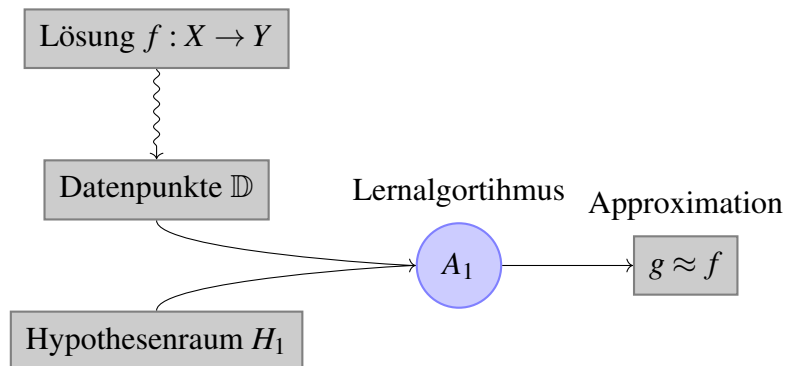 Lösung f : X → Y
Datenpunkte 𝔻
Lernalgortihmus
Approximation
A₁
g ≈ f
Hypothesenraum H₁